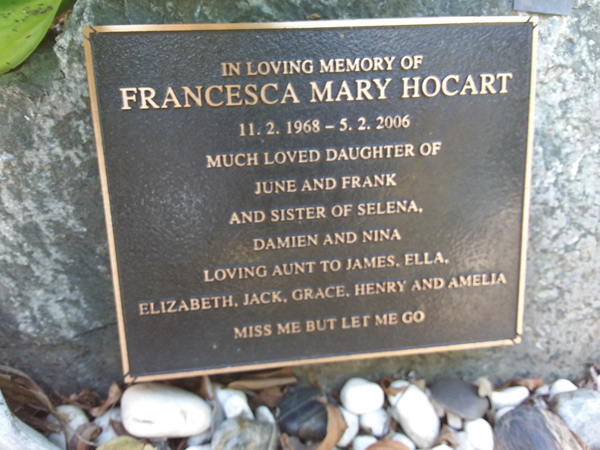 IN LOVING MEMORY OF
FRANCESCA MARY HOCART
11. 2. 1968 – 5. 2. 2006
MUCH LOVED DAUGHTER OF
JUNE AND FRANK
AND SISTER OF SELENA,
DAMIEN AND NINA
LOVING AUNT TO JAMES, ELLA,
ELIZABETH, JACK, GRACE, HENRY AND AMELIA
MISS ME BUT LET ME GO